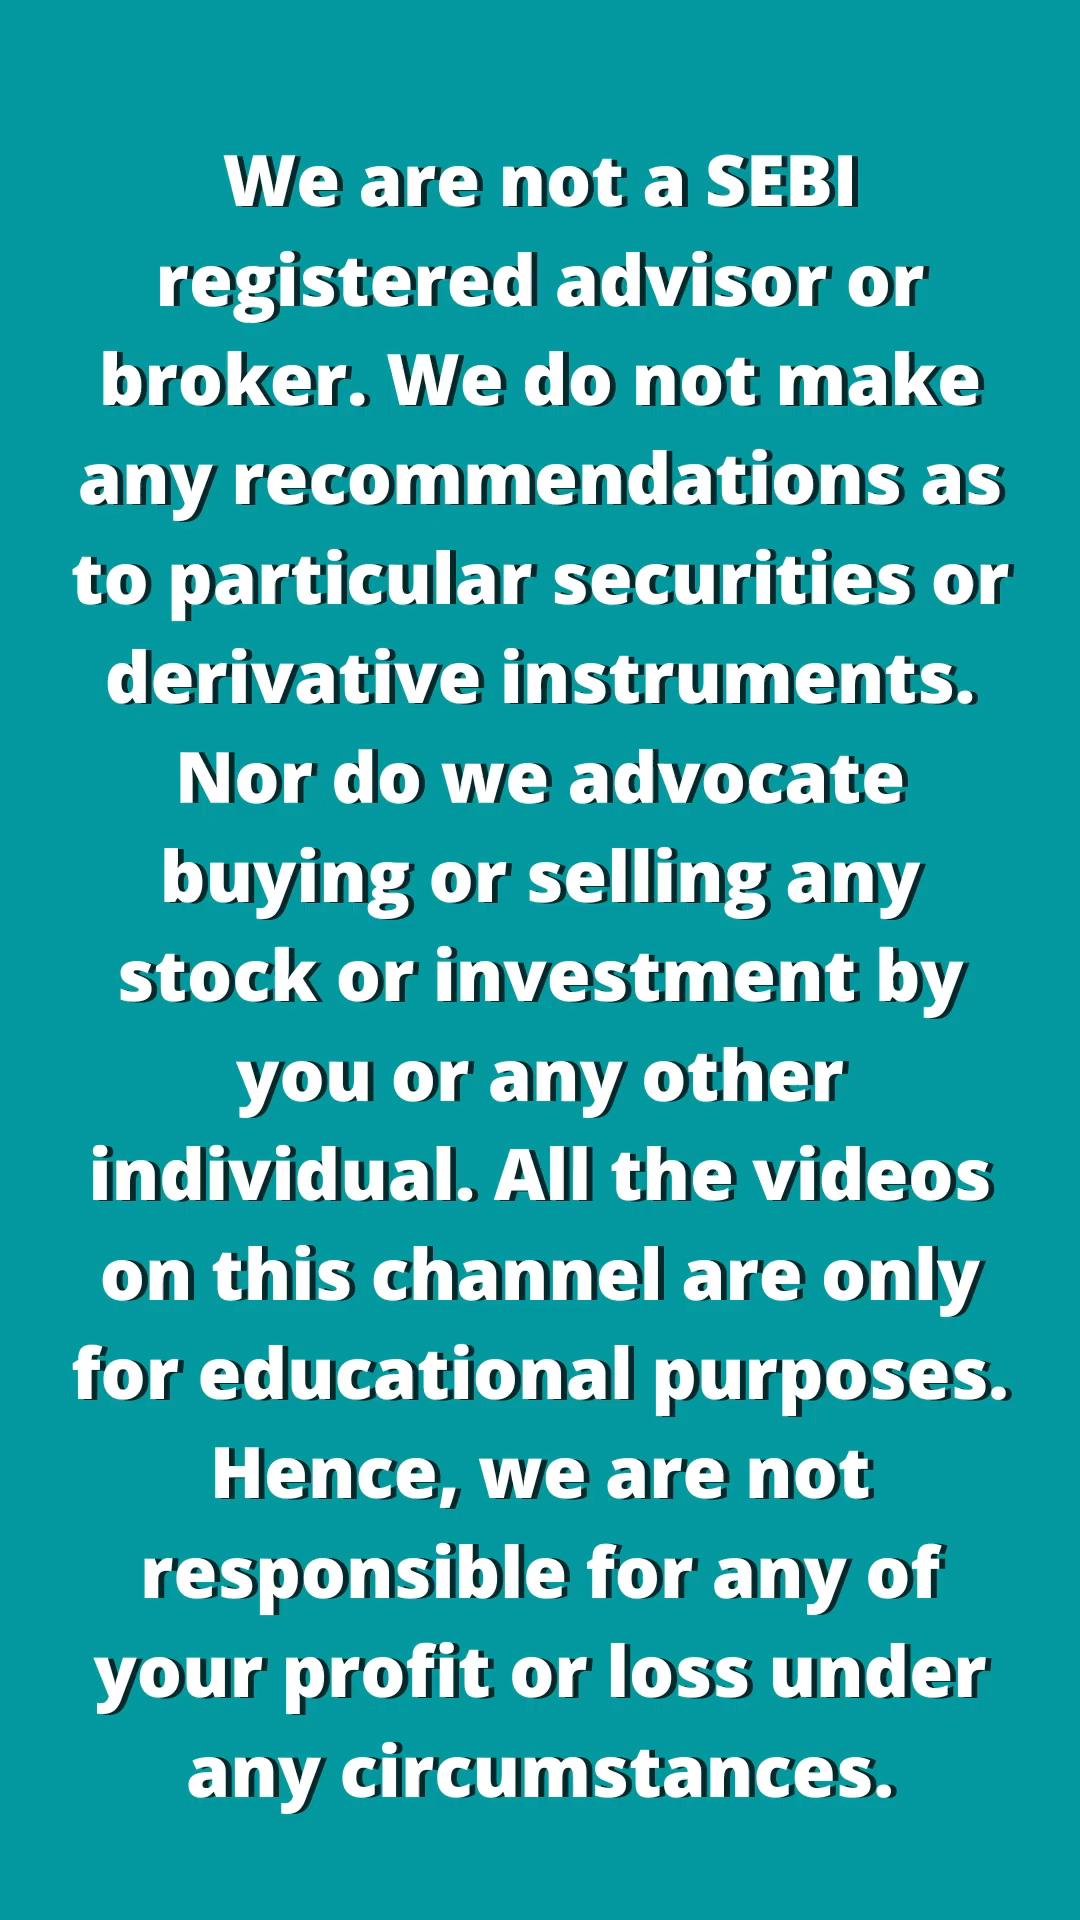 We are not a SEBI
registered advisor or
broker. We do not make
any recommendations as
to particular securities or
derivative instruments.
Nor do we advocate
buying or selling any
stock or investment by
you or any other
individual. All the videos
on this channel are only
for educational purposes.
Hence, we are not
responsible for any of
your profit or loss under
any circumstances.